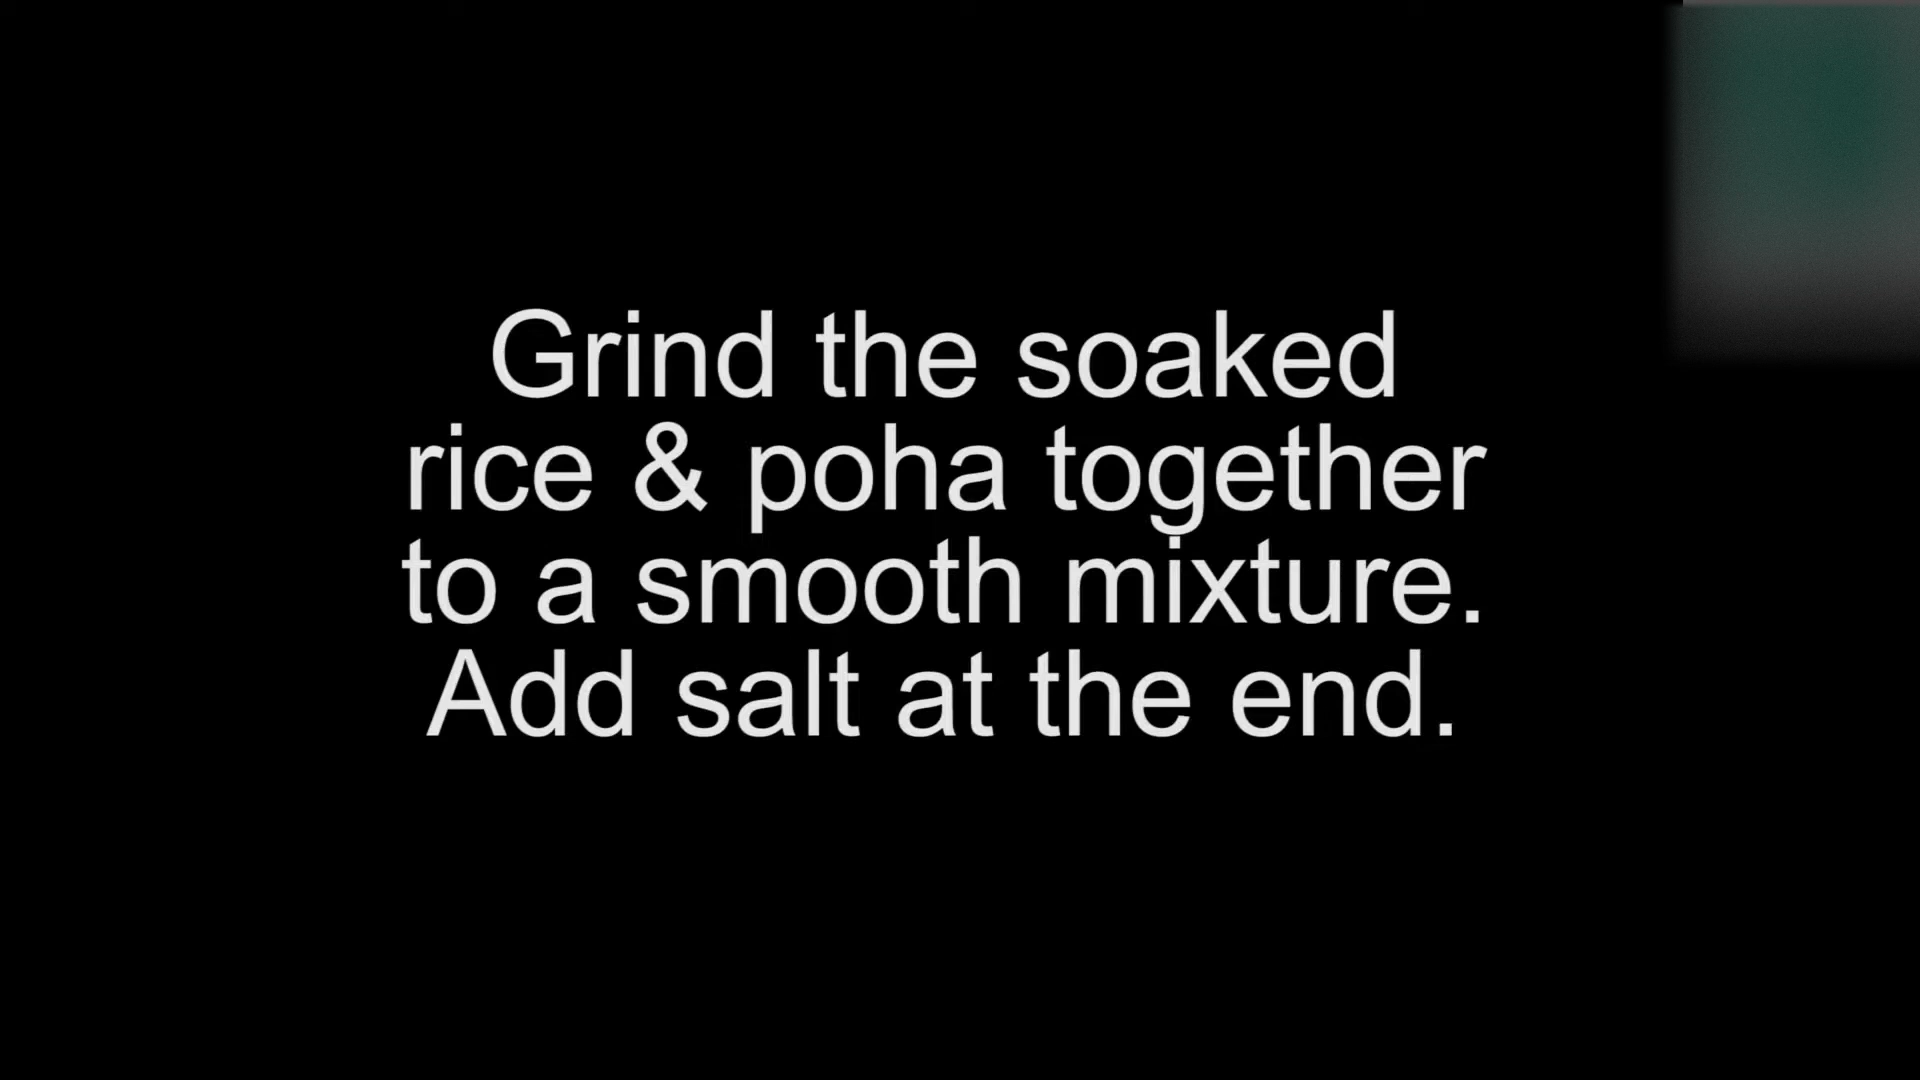 Grind the soaked
rice & poha together
to a smooth mixture.
Add salt at the end.